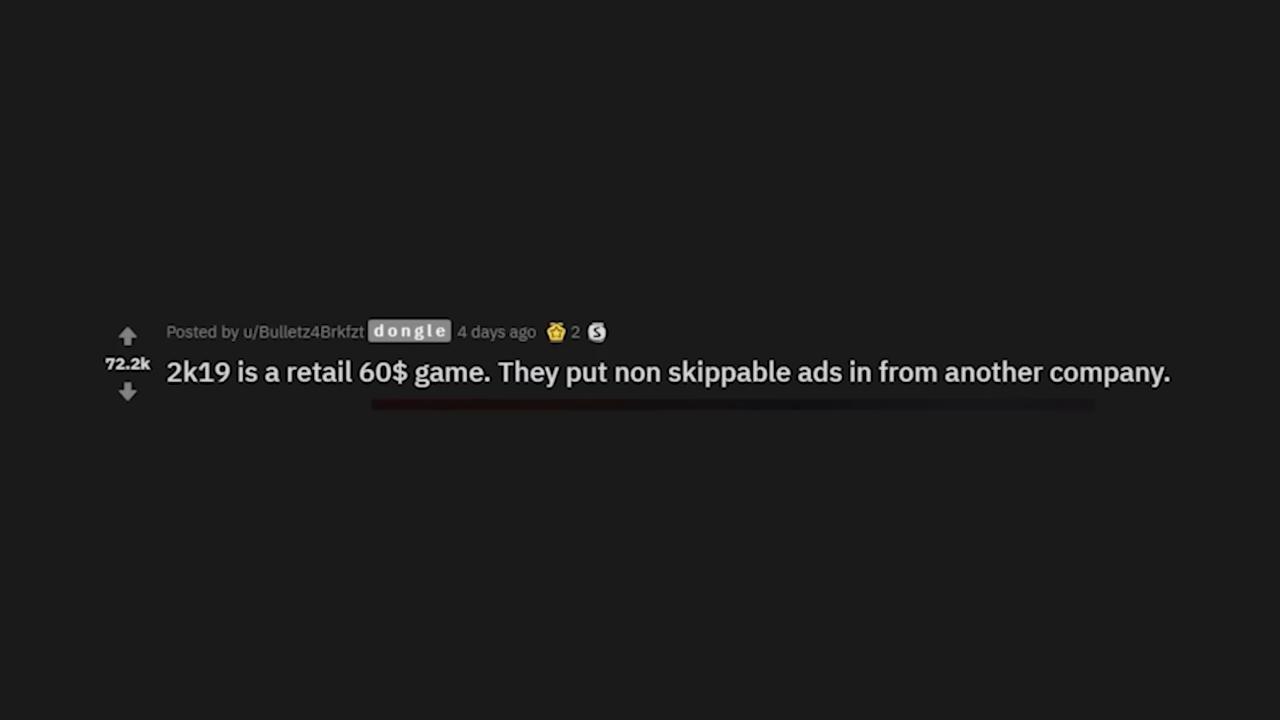 Posted by u/Bulletz4Brkfzt dongle 4 days ago 2 S
72.2k
2k19 is a retail 60$ game. They put non skippable ads in from another company.